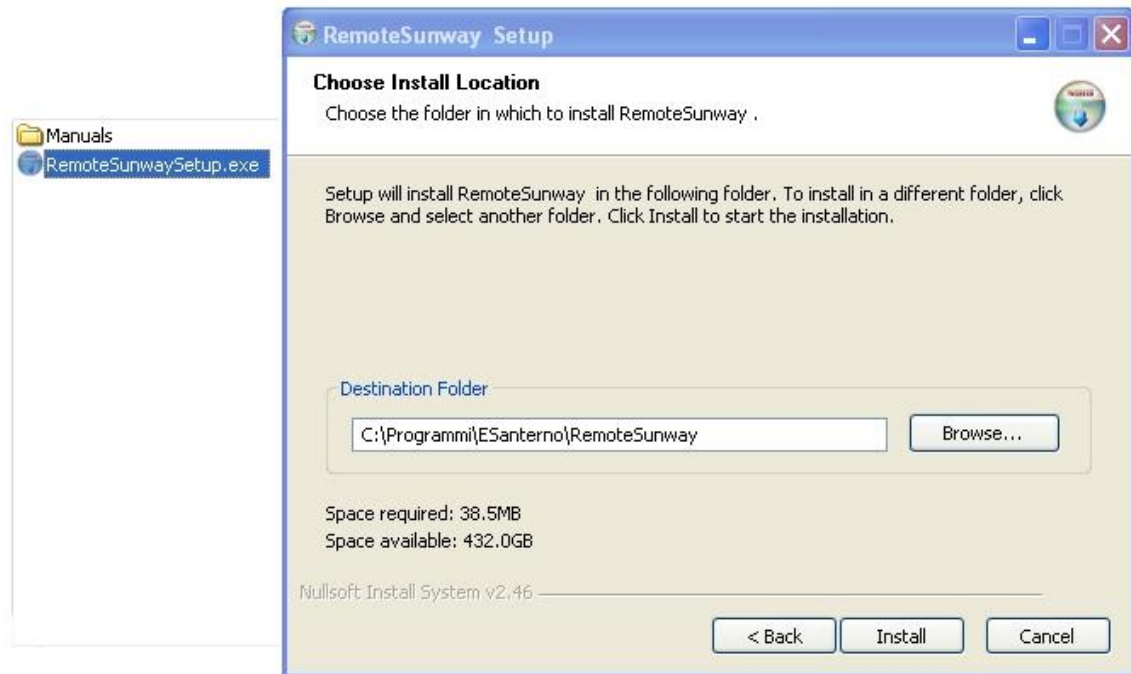 Manuals
RemoteSunwaySetup.exe
RemoteSunway Setup
Choose Install Location
Choose the folder in which to install RemoteSunway .
Setup will install RemoteSunway in the following folder. To install in a different folder, click
Browse and select another folder. Click Install to start the installation.
Destination Folder
C:\Programmi\ESanterno\RemoteSunway
Browse...
Space required: 38.5MB
Space available: 432.0GB
Nullsoft Install System v2.46
< Back
Install
Cancel